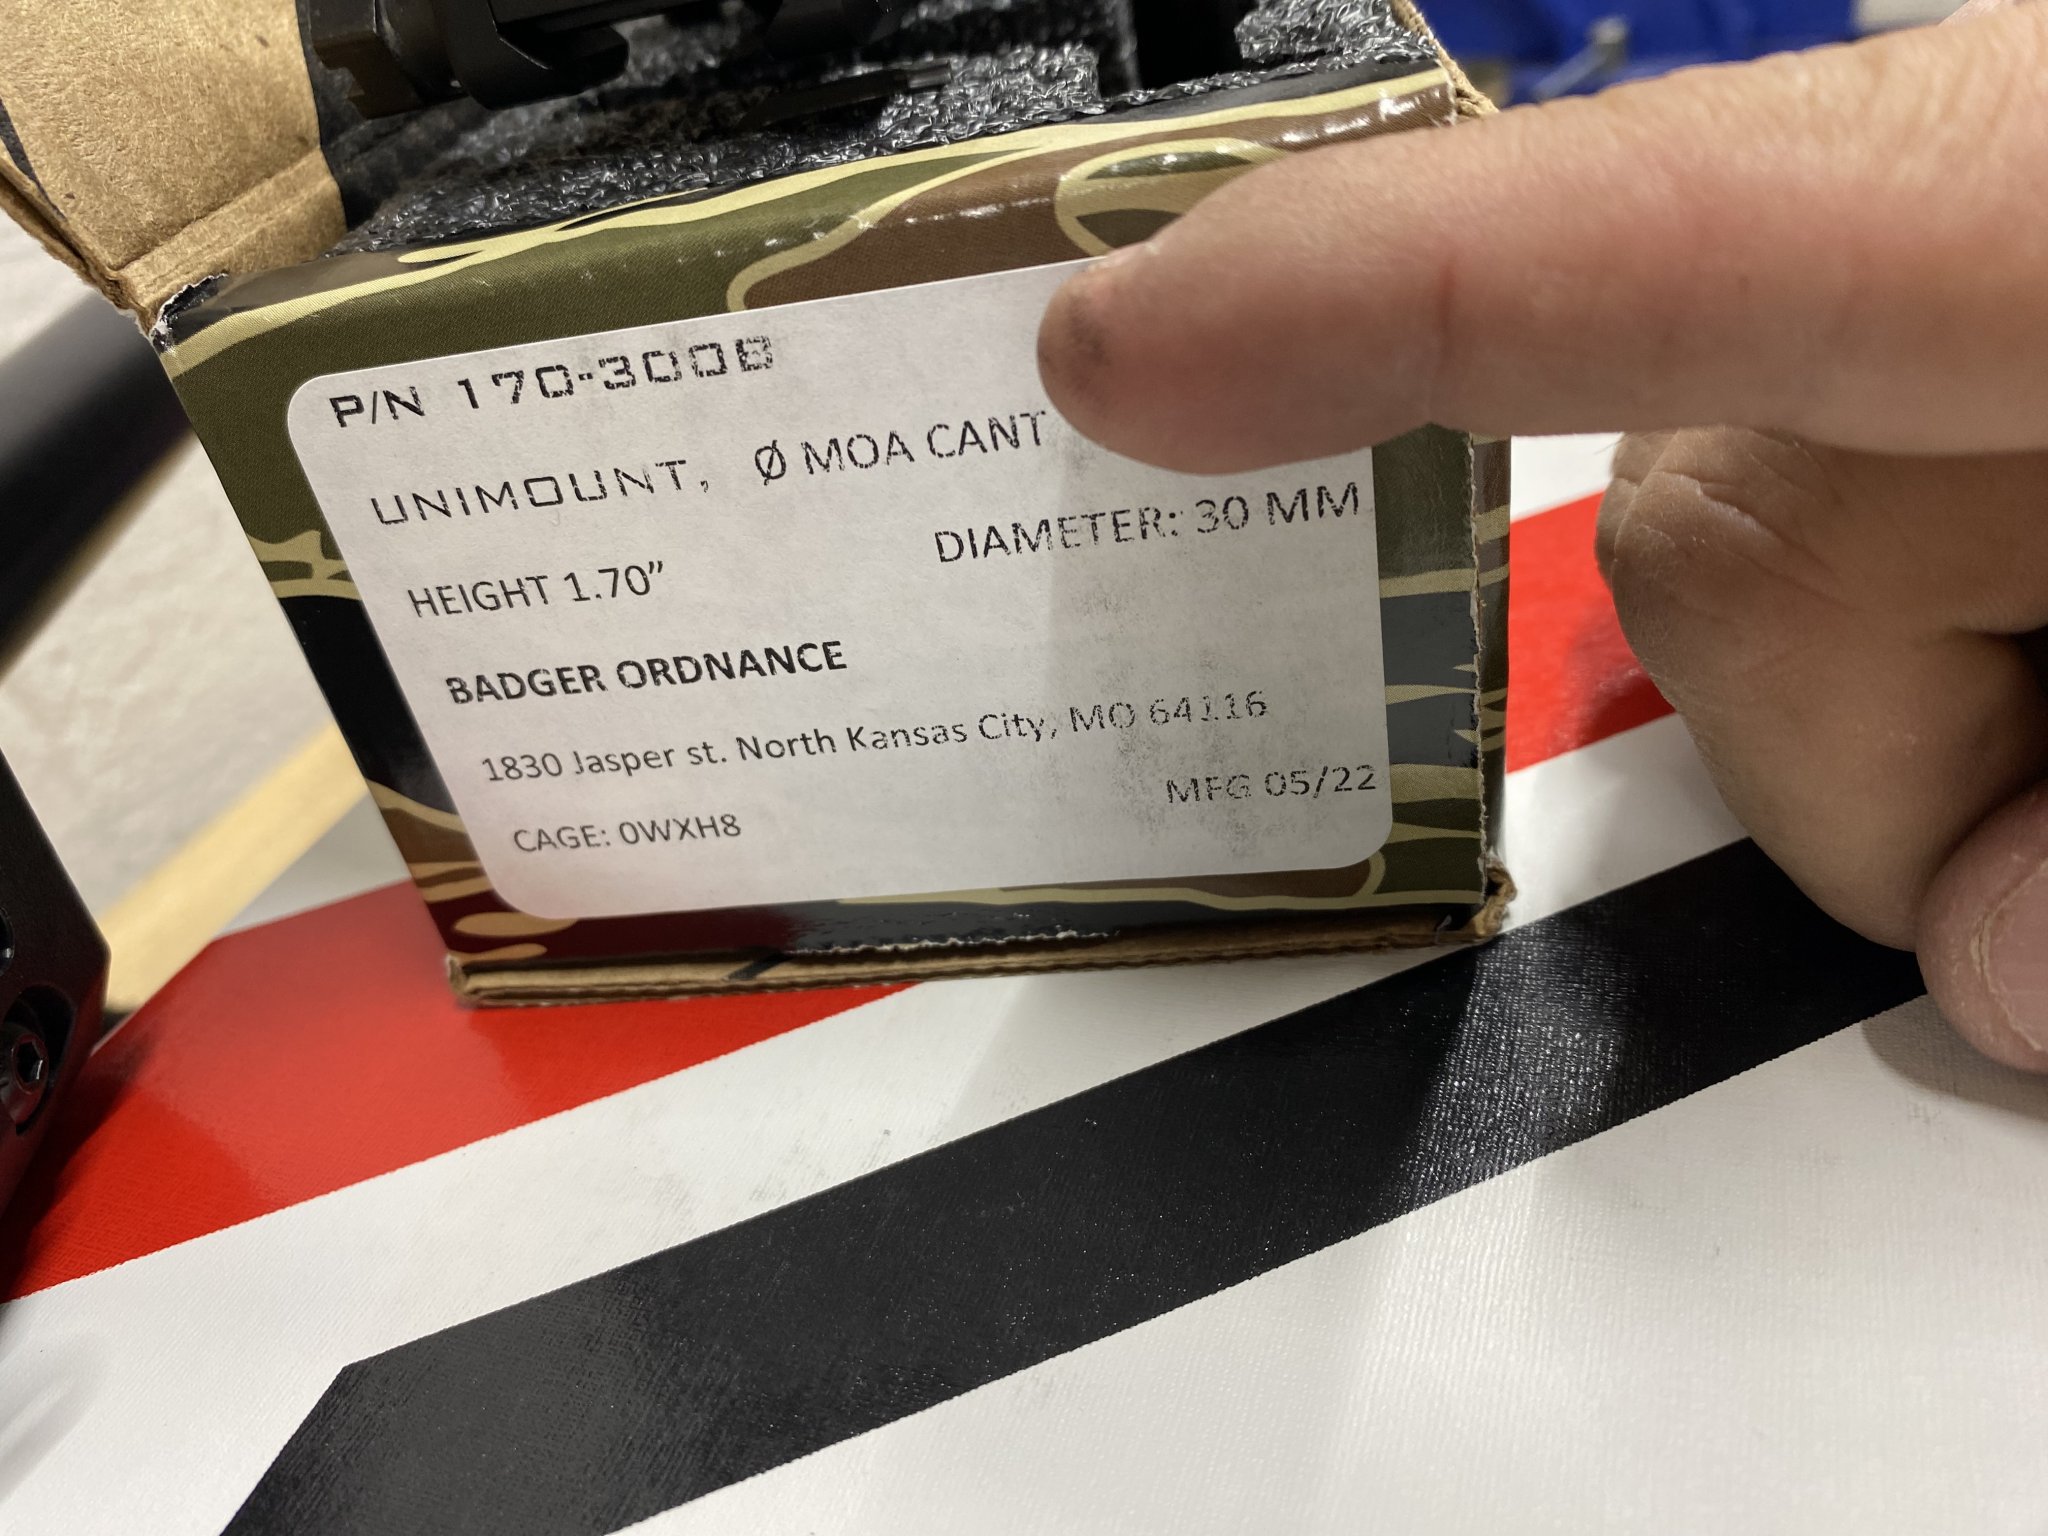 P/N 170-300B
UNIMOUNT, Ø MOA CANT
HEIGHT 1.70” DIAMETER: 30 MM
BADGER ORDNANCE
1830 Jasper st. North Kansas City, MO 64116
CAGE: 0WXH8 MFG 05/22